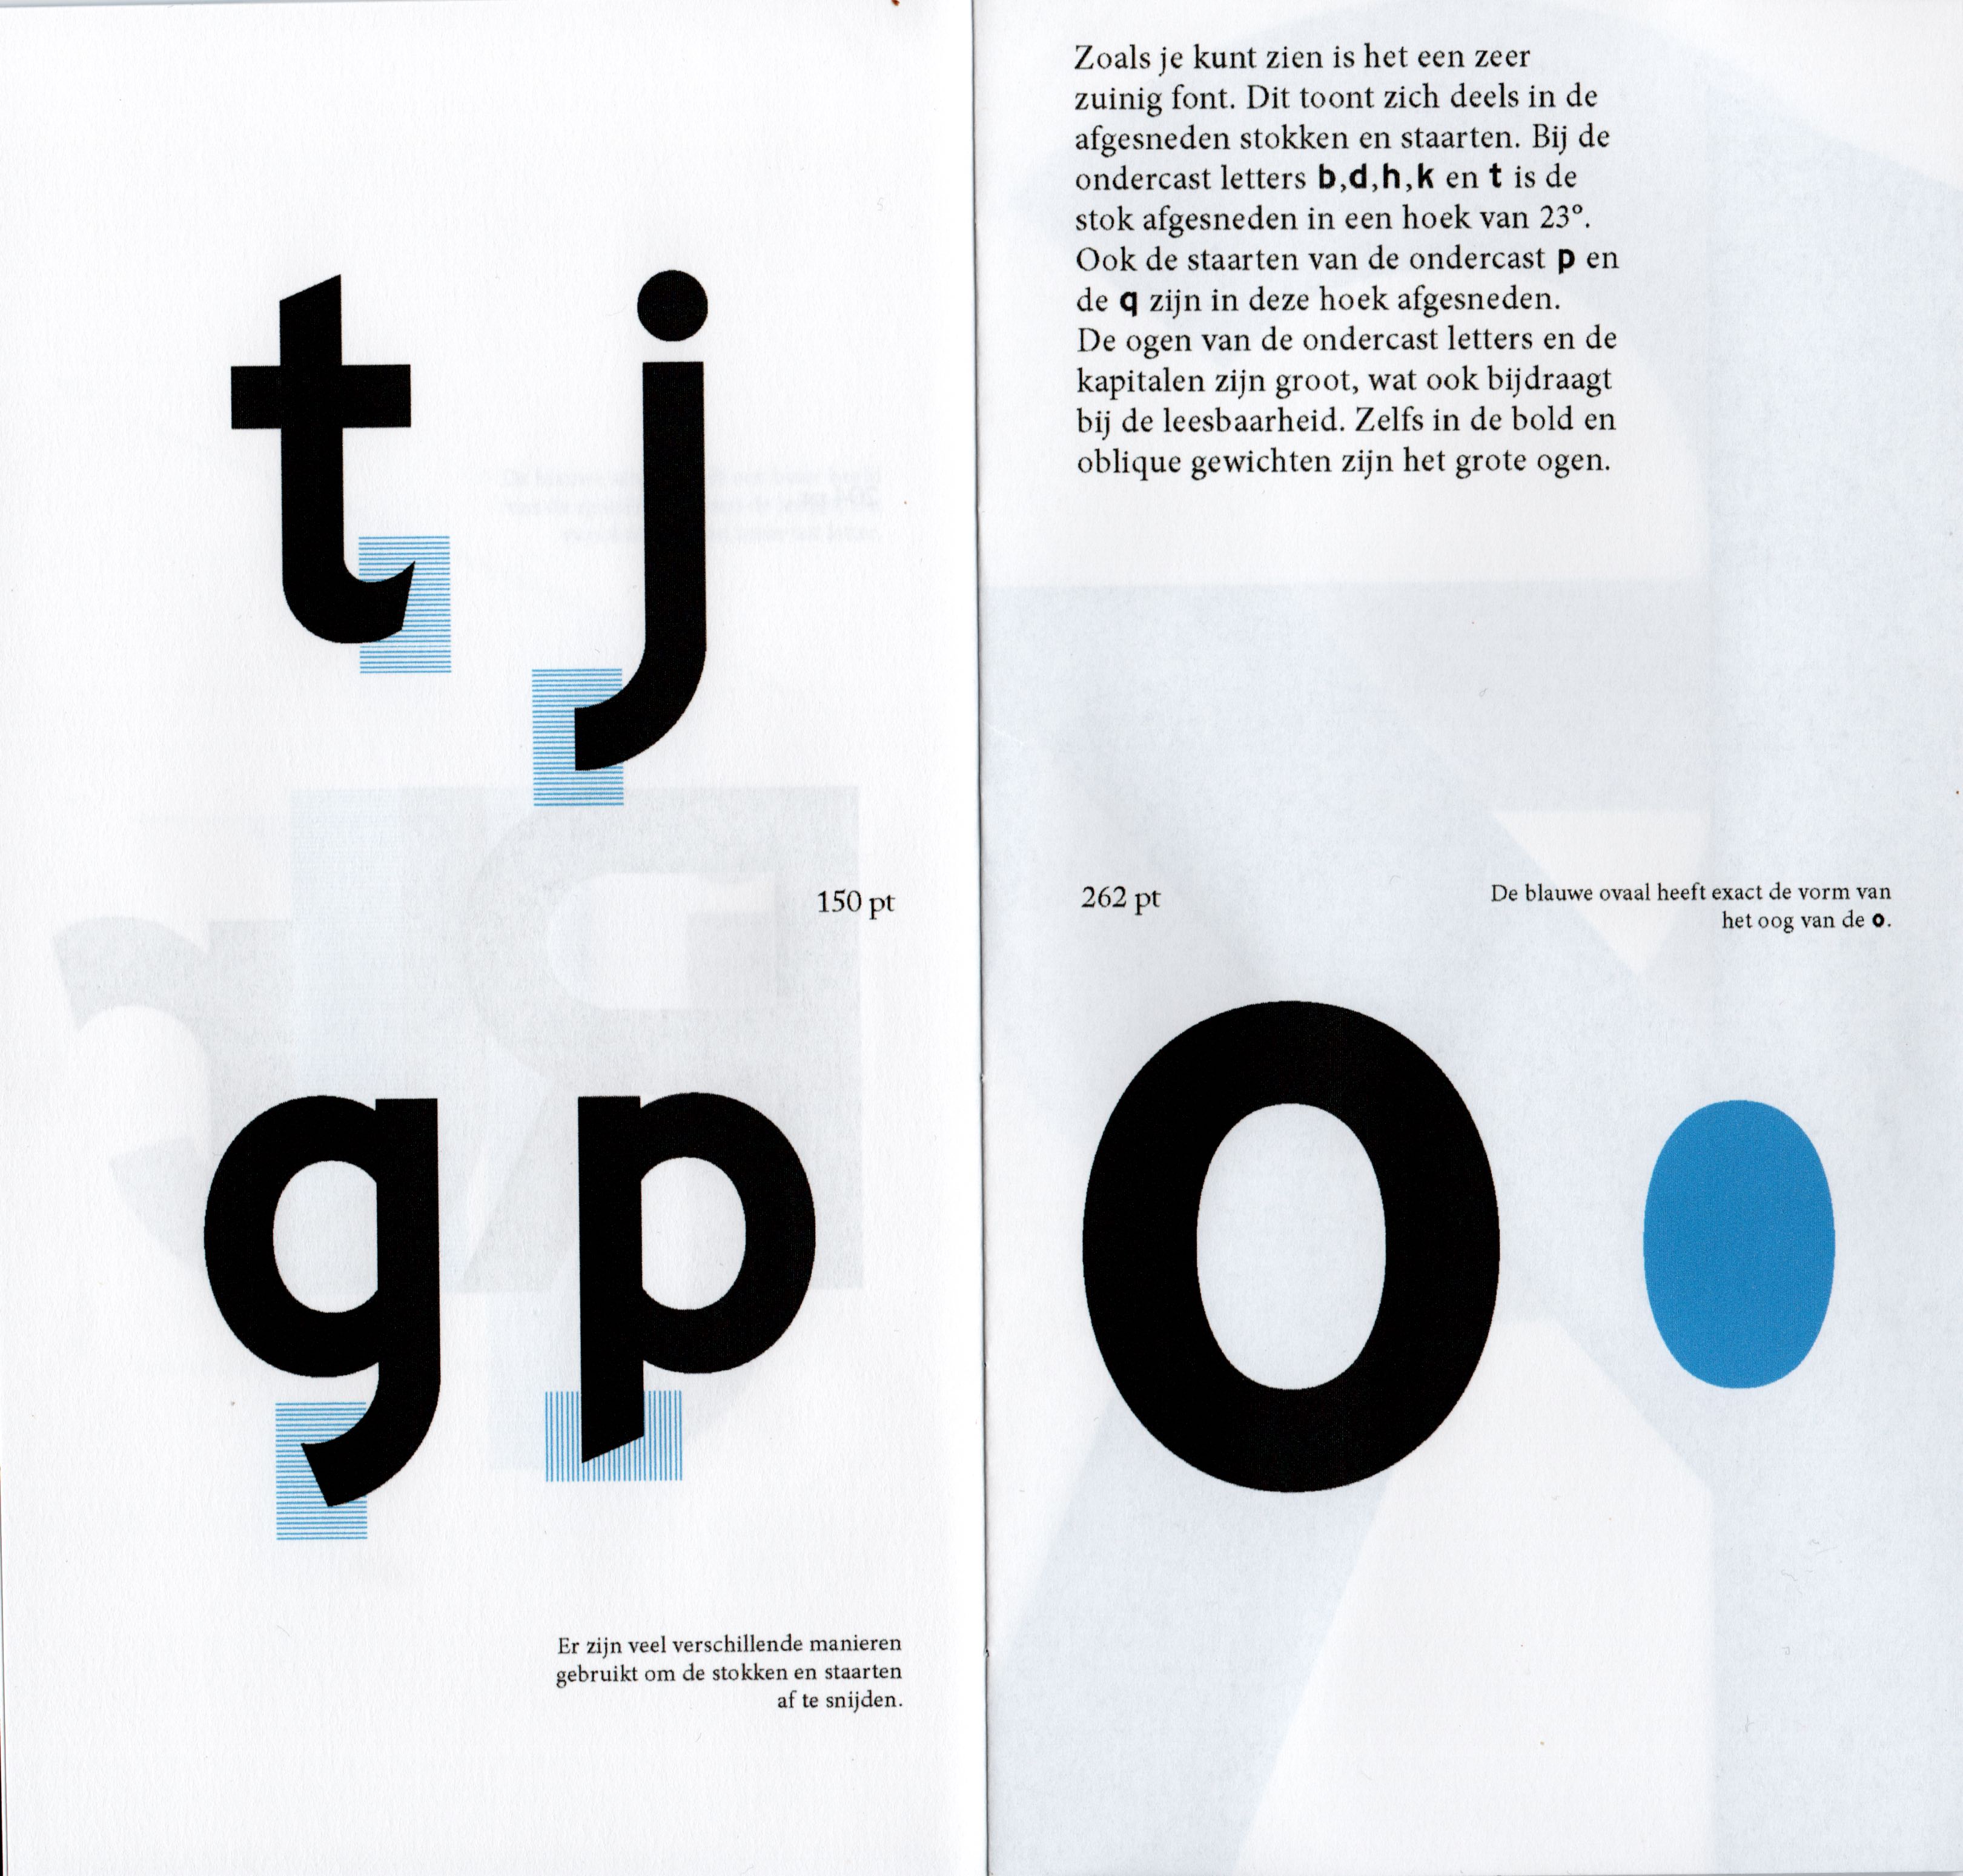 t j
150 pt
g p
Er zijn veel verschillende manieren
gebruikt om de stokken en staarten
af te snijden.
Zoals je kunt zien is het een zeer
zuinig font. Dit toont zich deels in de
afgesneden stokken en staarten. Bij de
ondercast letters b,d,h,k en t is de
stok afgesneden in een hoek van 23°.
Ook de staarten van de ondercast p en
de q zijn in deze hoek afgesneden.
De ogen van de ondercast letters en de
kapitalen zijn groot, wat ook bijdraagt
bij de leesbaarheid. Zelfs in de bold en
oblique gewichten zijn het grote ogen.
262 pt
De blauwe ovaal heeft exact de vorm van
het oog van de o.
o